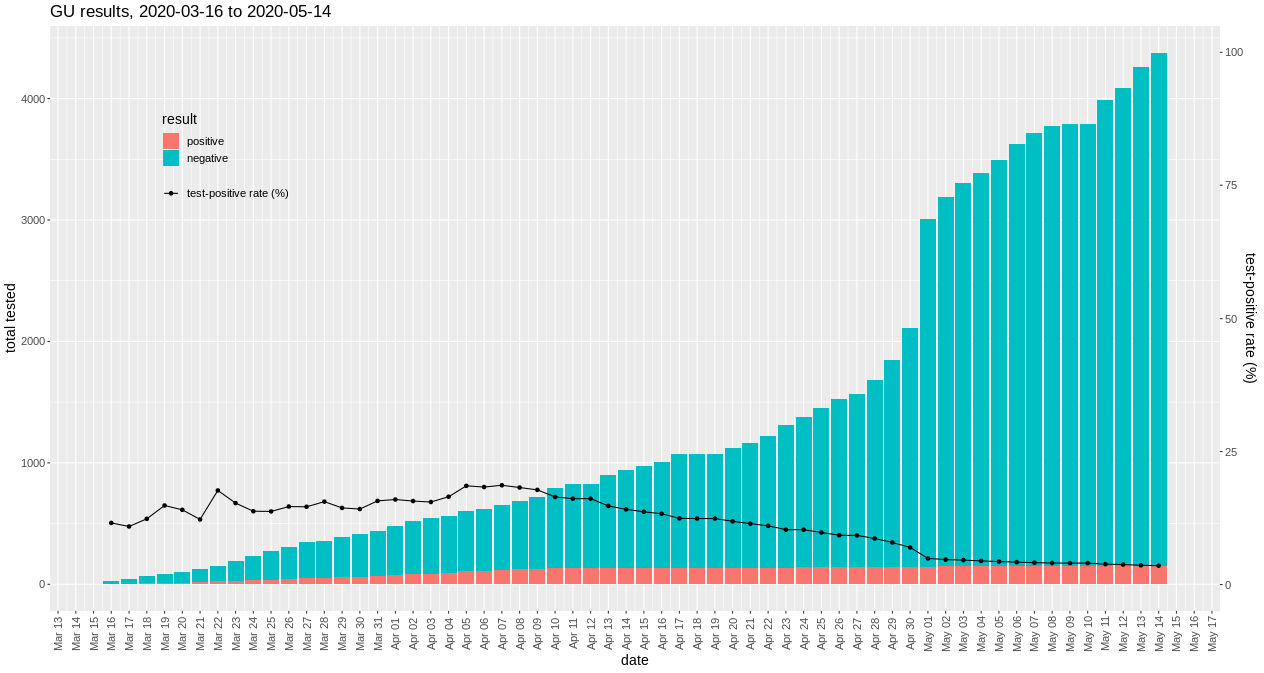 GU results, 2020-03-16 to 2020-05-14
4000
3000
2000
1000
0
total tested
result
positive
negative
test-positive rate (%)
100
75
50
25
0
test-positive rate (%)
Mar 13
Mar 14
Mar 15
Mar 16
Mar 17
Mar 18
Mar 19
Mar 20
Mar 21
Mar 22
Mar 23
Mar 24
Mar 25
Mar 26
Mar 27
Mar 28
Mar 29
Mar 30
Mar 31
Apr 01
Apr 02
Apr 03
Apr 04
Apr 05
Apr 06
Apr 07
Apr 08
Apr 09
Apr 10
Apr 11
Apr 12
Apr 13
Apr 14
Apr 15
Apr 16
Apr 17
Apr 18
Apr 19
Apr 20
Apr 21
Apr 22
Apr 23
Apr 24
Apr 25
Apr 26
Apr 27
Apr 28
Apr 29
Apr 30
May 01
May 02
May 03
May 04
May 05
May 06
May 07
May 08
May 09
May 10
May 11
May 12
May 13
May 14
May 15
May 16
May 17
date